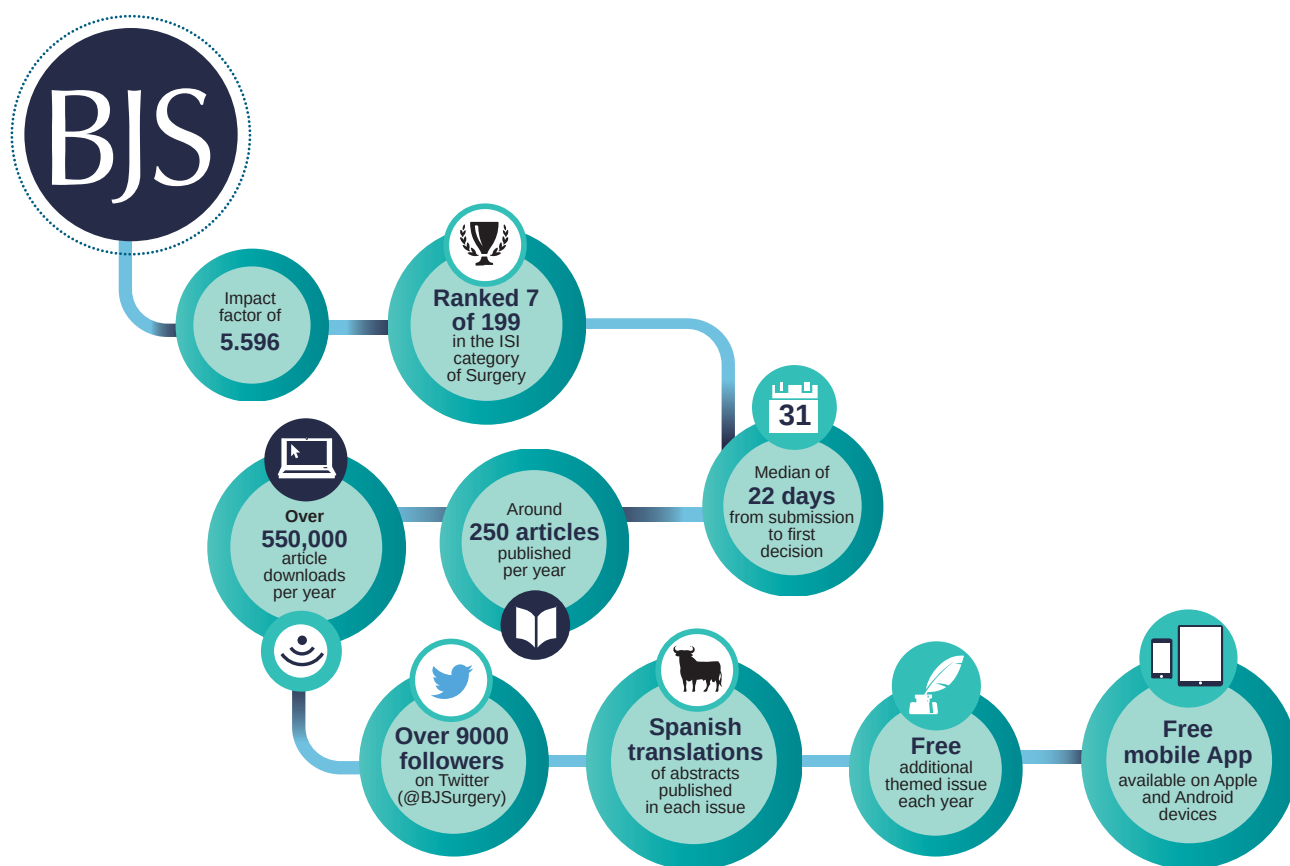 BJS
Impact
factor of
5.596
Ranked 7
of 199
in the ISI
category
of Surgery
31
Median of
22 days
from submission
to first
decision
Around
250 articles
published
per year
Over
550,000
article
downloads
per year
Over 9000
followers
on Twitter
(@BJSurgery)
Spanish
translations
of abstracts
published
in each issue
Free
additional
themed issue
each year
Free
mobile App
available on Apple
and Android
devices